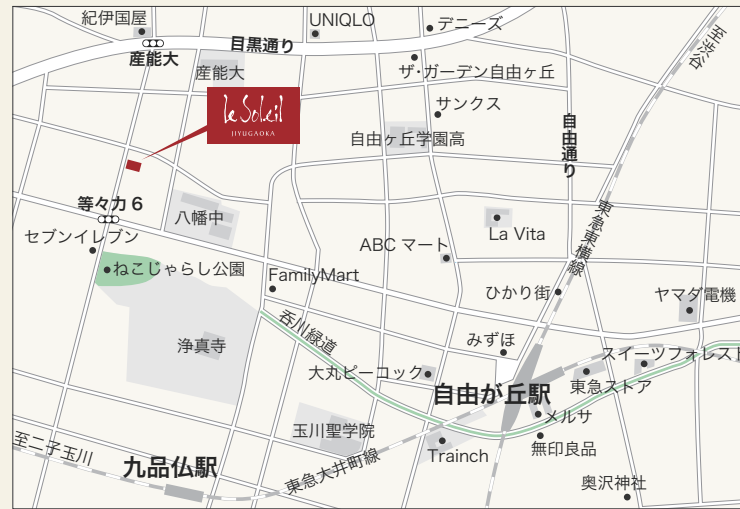 紀伊國屋
UNIQLO
デニーズ
至渋谷
産能大
目黒通り
産能大
ザ・ガーデン自由ヶ丘
le Soleil
JIYUGAOKA
サンクス
自由ヶ丘学園高
自由通り
等々力6
八幡中
La Vita
東急東横線
セブンイレブン
ABC マート
ねこじゃらし公園
FamilyMart
ひかり街
ヤマダ電機
呑川緑道
みずほ
浄真寺
スイーツフォレスト
大丸ピーコック
自由が丘駅
東急ストア
メルサ
玉川聖学院
無印良品
Trainch
至二子玉川
九品仏駅
東急大井町線
奥沢神社